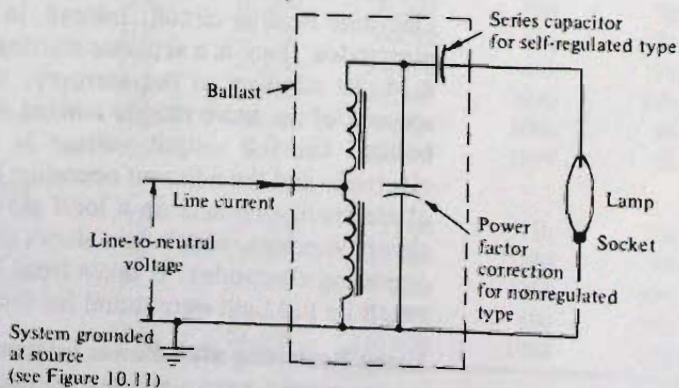 Series capacitor
for self-regulated type
Ballast
Line current
Line-to-neutral
voltage
Lamp
Socket
Power
factor
correction
for nonregulated
type
System grounded
at source
(see Figure 10.11)